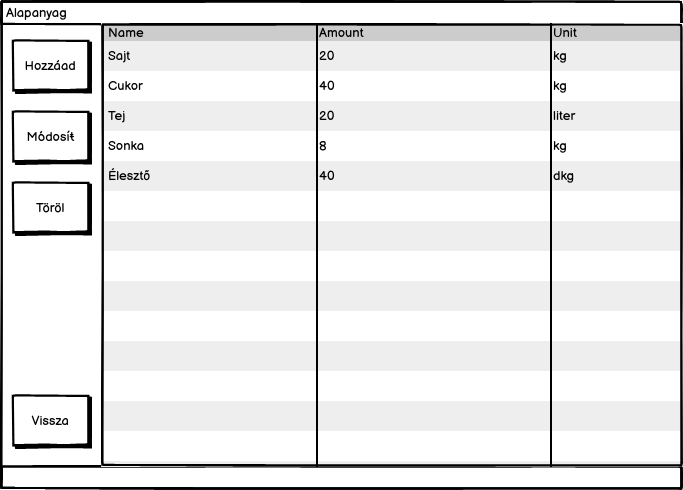 Alapanyag
Name Amount Unit
Hozzáad
Sajt 20 kg
Cukor 40 kg
Módosít
Tej 20 liter
Sonka 8 kg
Élesztő 40 dkg
Töröl
Vissza